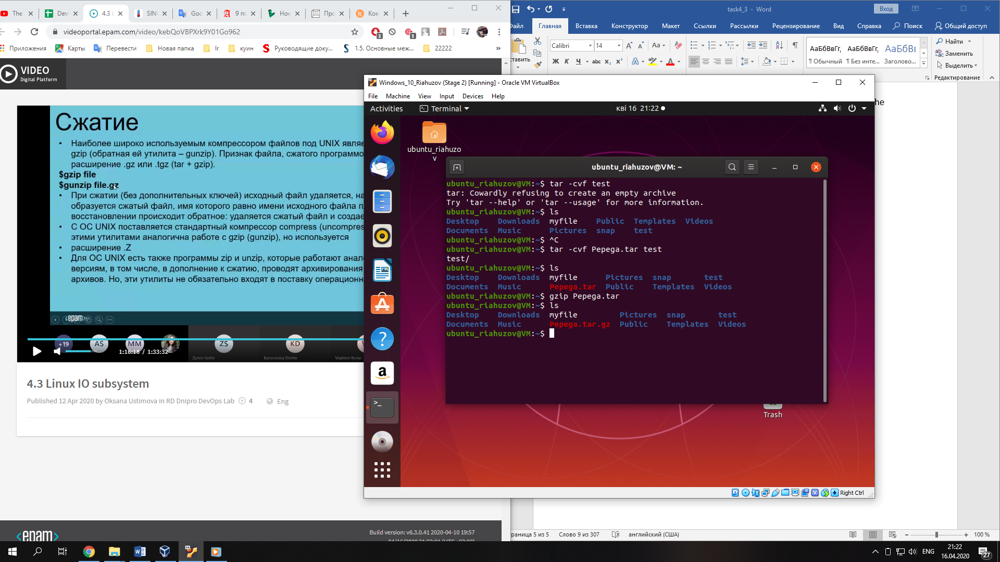 The
Dev
4.3
SIN
Goo
9 п
How
Пр
Ком
videoportal.epam.com/video/kebQoVBPXrk9Y01Go962
Приложения
Карты
Перевести
Новая папка
lr
куин
Руководящие доку...
1.5. Основные меж...
22222
»
VIDEO
Digital Platform
Сжатие
• Наиболее широко используемым компрессором файлов под UNIX являе
gzip (обратная ей утилита – gunzip). Признак файла, сжатого программо
расширение .gz или .tgz (tar + gzip).
$gzip file
$gunzip file.gz
• При сжатии (без дополнительных ключей) исходный файл удаляется, на
образуется сжатый файл, имя которого равно имени исходного файла п
восстановлении происходит обратное: удаляется сжатый файл и создае
• С ОС UNIX поставляется стандартный компрессор compress (uncompres
этими утилитами аналогична работе с gzip (gunzip), но используется
• расширение .Z
• Для ОС UNIX есть также программы zip и unzip, которые работают анал
версиям, в том числе, в дополнение к сжатию, проводят архивирования
архивов. Но, эти утилиты не обязательно входят в поставку операционн
<epam>
+19
AS
MM
ZS
KD
Zymin Serhii
Kysovoskiy Dmitro
Vladimir Boiko
1:16:18 / 1:33:32
4.3 Linux IO subsystem
Published 12 Apr 2020 by Oksana Ustimova in RD Dnipro DevOps Lab
4
Eng
<epam>
Build version: v6.3.0.41 2020-04-10 19:57
task4_3 - Word
Вход
Файл
Главная
Вставка
Конструктор
Макет
Ссылки
Рассылки
Рецензирование
Вид
Справка
Поиск
Общий доступ
ставить
Calibri
14
Ж К Ч abc x₂ x²
АаБбВвГг,
АаБбВвГг,
АаБбВв
¶ Обычный
¶ Без инте...
Заголово...
Найти
Заменить
Выделить
Редактирование
he
Windows_10_Riahuzov (Stage 2) [Running] - Oracle VM VirtualBox
File Machine View Input Devices Help
Activities
Terminal
кві 16 21:22
ubuntu_riahuzo
v
ubuntu_riahuzov@VM: ~
ubuntu_riahuzov@VM:~$ tar -cvf test
tar: Cowardly refusing to create an empty archive
Try 'tar --help' or 'tar --usage' for more information.
ubuntu_riahuzov@VM:~$ ls
Desktop Downloads myfile Public Templates Videos
Documents Music Pictures snap test
ubuntu_riahuzov@VM:~$ ^C
ubuntu_riahuzov@VM:~$ tar -cvf Pepega.tar test
test/
ubuntu_riahuzov@VM:~$ ls
Desktop Downloads myfile Pictures snap test
Documents Music Pepega.tar Public Templates Videos
ubuntu_riahuzov@VM:~$ gzip Pepega.tar
ubuntu_riahuzov@VM:~$ ls
Desktop Downloads myfile Pictures snap test
Documents Music Pepega.tar.gz Public Templates Videos
ubuntu_riahuzov@VM:~$
Trash
Right Ctrl
раница 5 из 5
Слово 9 из 307
английский (США)
100 %
ENG
21:22
16.04.2020
27